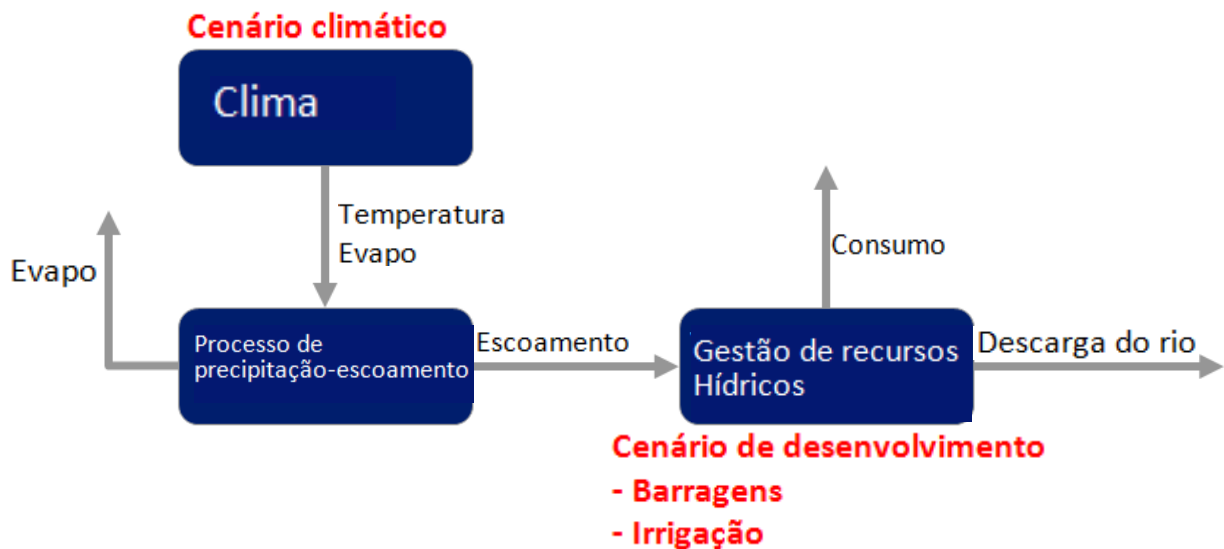 Cenário climático
Clima
Temperatura
Evapo
Evapo
Consumo
Processo de
precipitação-escoamento
Escoamento
Gestão de recursos
Hídricos
Descarga do rio
Cenário de desenvolvimento
- Barragens
- Irrigação